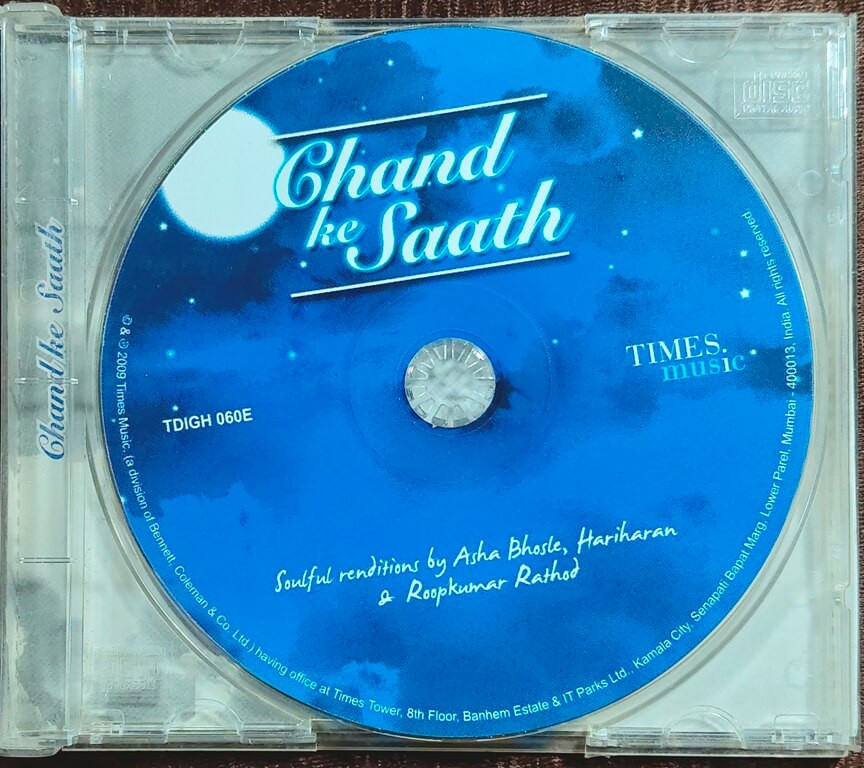 Chand
ke Saath
TIMES.
music
TDIGH 060E
Soulful renditions by Asha Bhosle, Hariharan
& Roopkumar Rathod
© & ℗ 2009 Times Music. (a division of Bennett, Coleman & Co. Ltd.) having office at Times Tower, 8th Floor, Banhem Estate & IT Parks Ltd., Kamala City, Senapati Bapat Marg, Lower Parel, Mumbai - 400013, India. All rights reserved.
Chand ke Saath
DISC